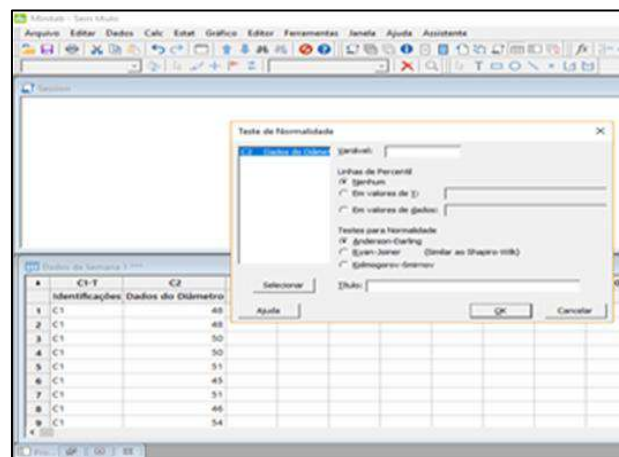 Minitab - Sem título
Arquivo Editar Dados Calc Estat Gráfico Editor Ferramentas Janela Ajuda Assistente
Session
Teste de Normalidade
C2 Dados do Diâmet
Variável:
Linhas de Percentil
Nenhum
Em valores de Y:
Em valores de dados:
Testes para Normalidade
Anderson-Darling
Ryan-Joiner (Similar ao Shapiro-Wilk)
Kolmogorov-Smirnov
Selecionar
Título:
Ajuda
OK
Cancelar
Dados da Semana 1 ***
C1-T C2
Identificações Dados do Diâmetro
1 C1 48
2 C1 48
3 C1 50
4 C1 50
5 C1 51
6 C1 45
7 C1 51
8 C1 46
9 C1 54
Pro...